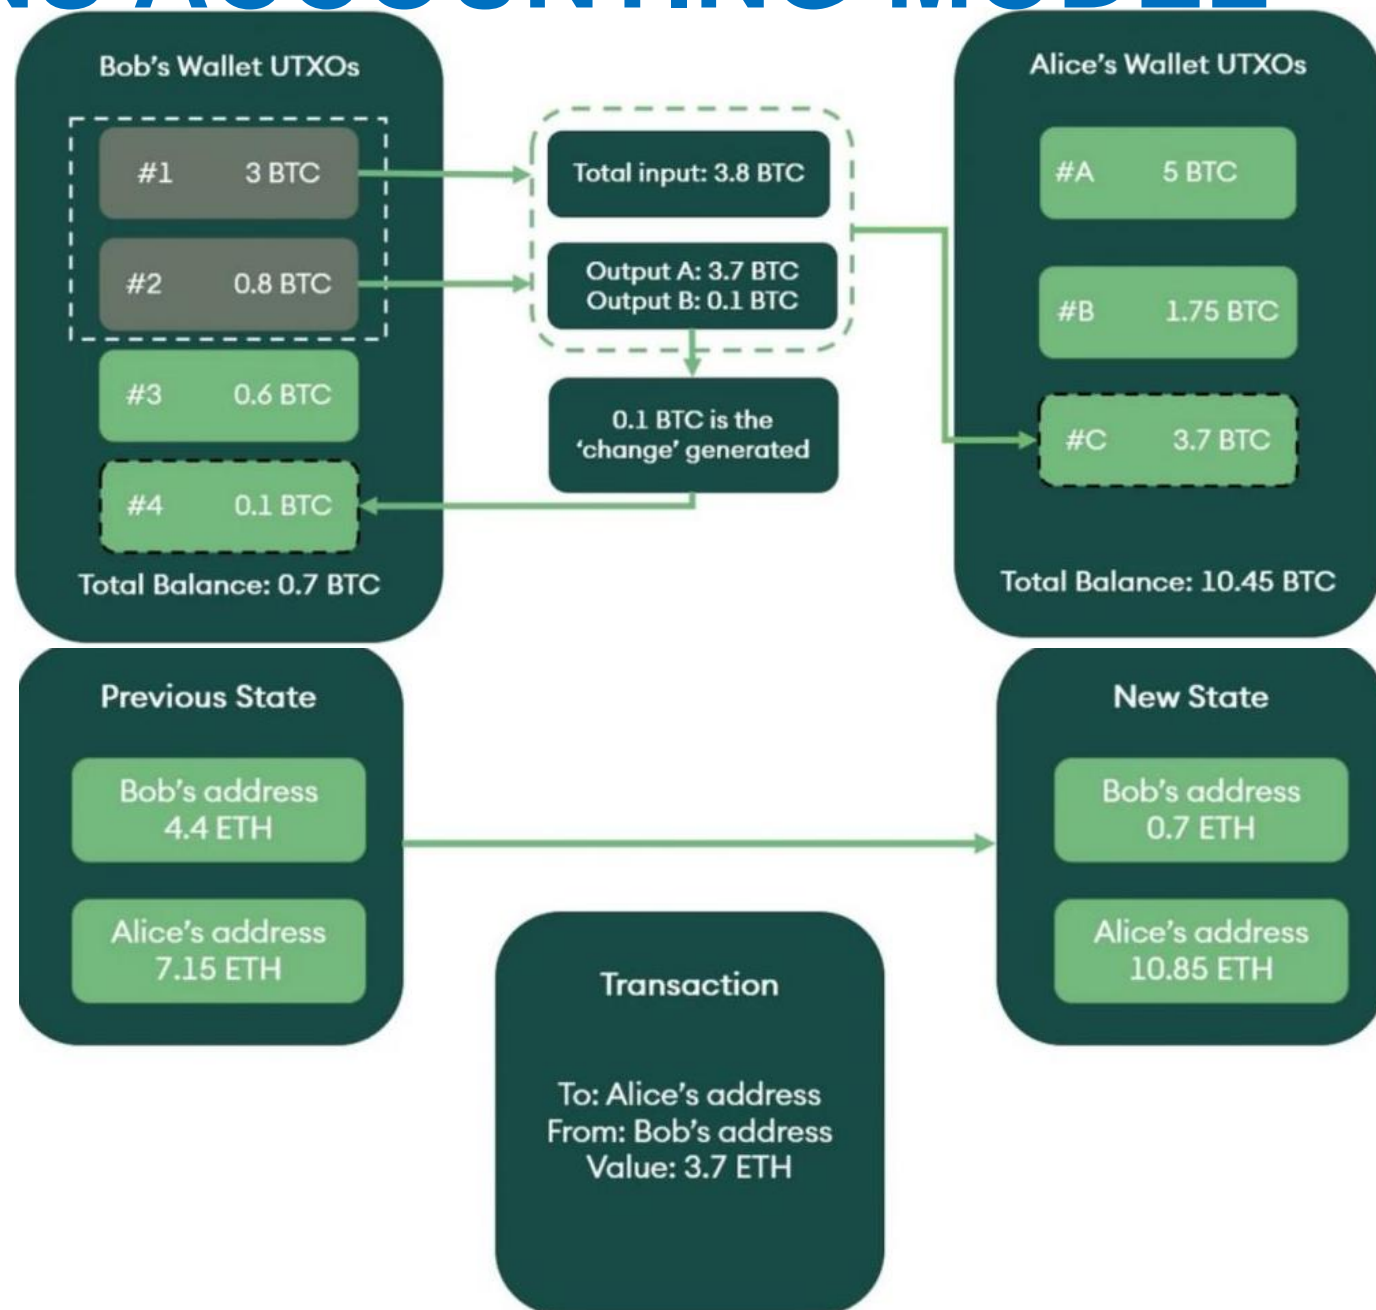 NS ACCOUNTING MODEL
Bob's Wallet UTXOs
#1 3 BTC
#2 0.8 BTC
#3 0.6 BTC
#4 0.1 BTC
Total Balance: 0.7 BTC
Total input: 3.8 BTC
Output A: 3.7 BTC
Output B: 0.1 BTC
0.1 BTC is the
‘change’ generated
Alice's Wallet UTXOs
#A 5 BTC
#B 1.75 BTC
#C 3.7 BTC
Total Balance: 10.45 BTC
Previous State
Bob's address
4.4 ETH
Alice's address
7.15 ETH
Transaction
To: Alice's address
From: Bob's address
Value: 3.7 ETH
New State
Bob's address
0.7 ETH
Alice's address
10.85 ETH